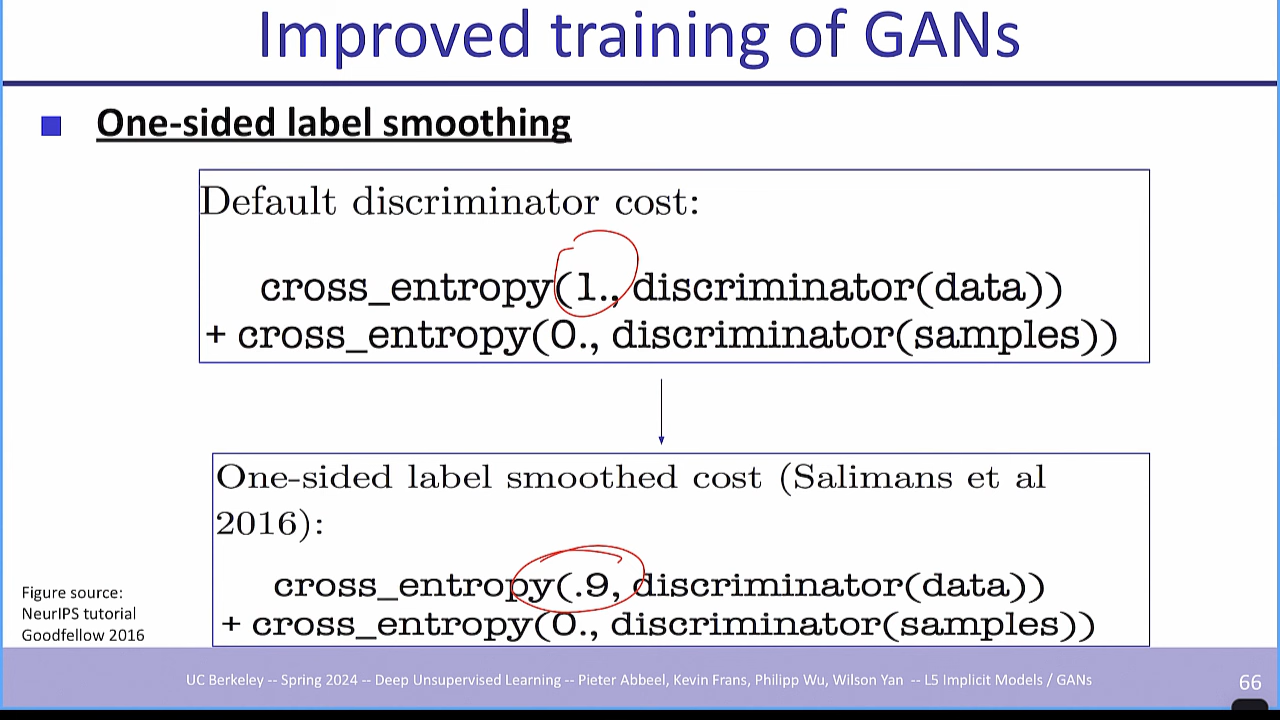 Improved training of GANs
One-sided label smoothing
Default discriminator cost:
cross_entropy(1., discriminator(data))
+ cross_entropy(0., discriminator(samples))
One-sided label smoothed cost (Salimans et al
2016):
cross_entropy(.9, discriminator(data))
+ cross_entropy(0., discriminator(samples))
Figure source:
NeurIPS tutorial
Goodfellow 2016
UC Berkeley -- Spring 2024 -- Deep Unsupervised Learning -- Pieter Abbeel, Kevin Frans, Philipp Wu, Wilson Yan -- L5 Implicit Models / GANs
66